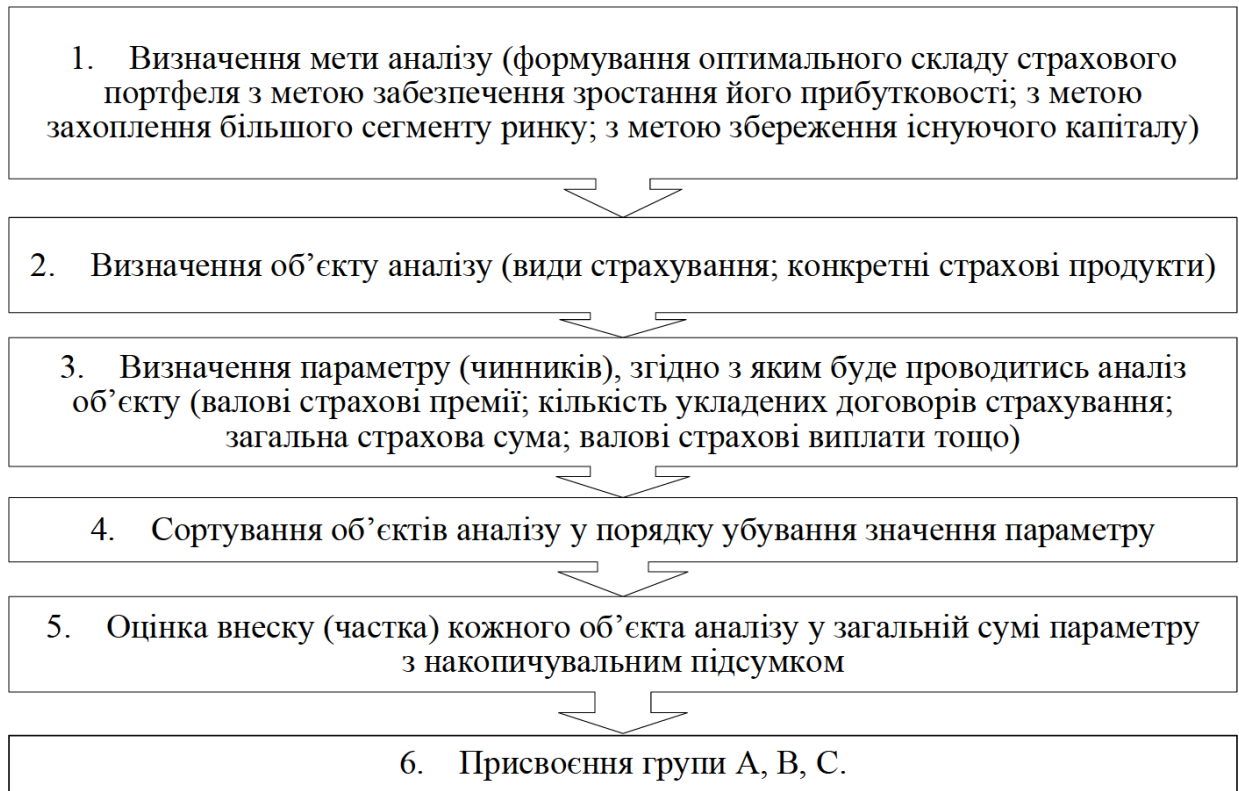 1. Визначення мети аналізу (формування оптимального складу страхового
портфеля з метою забезпечення зростання його прибутковості; з метою
захоплення більшого сегменту ринку; з метою збереження існуючого капіталу)
2. Визначення об’єкту аналізу (види страхування; конкретні страхові продукти)
3. Визначення параметру (чинників), згідно з яким буде проводитись аналіз
об’єкту (валові страхові премії; кількість укладених договорів страхування;
загальна страхова сума; валові страхові виплати тощо)
4. Сортування об’єктів аналізу у порядку убування значення параметру
5. Оцінка внеску (частка) кожного об’єкта аналізу у загальній сумі параметру
з накопичувальним підсумком
6. Присвоєння групи А, В, С.